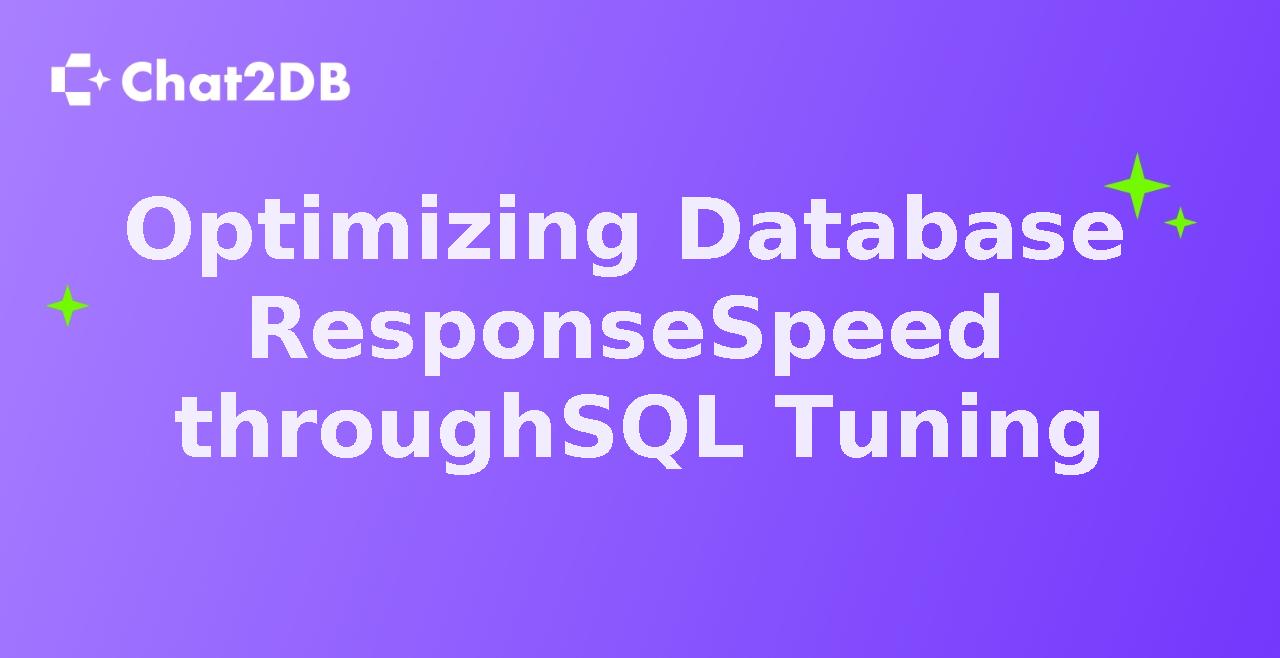 Chat2DB
Optimizing Database
ResponseSpeed
throughSQL Tuning